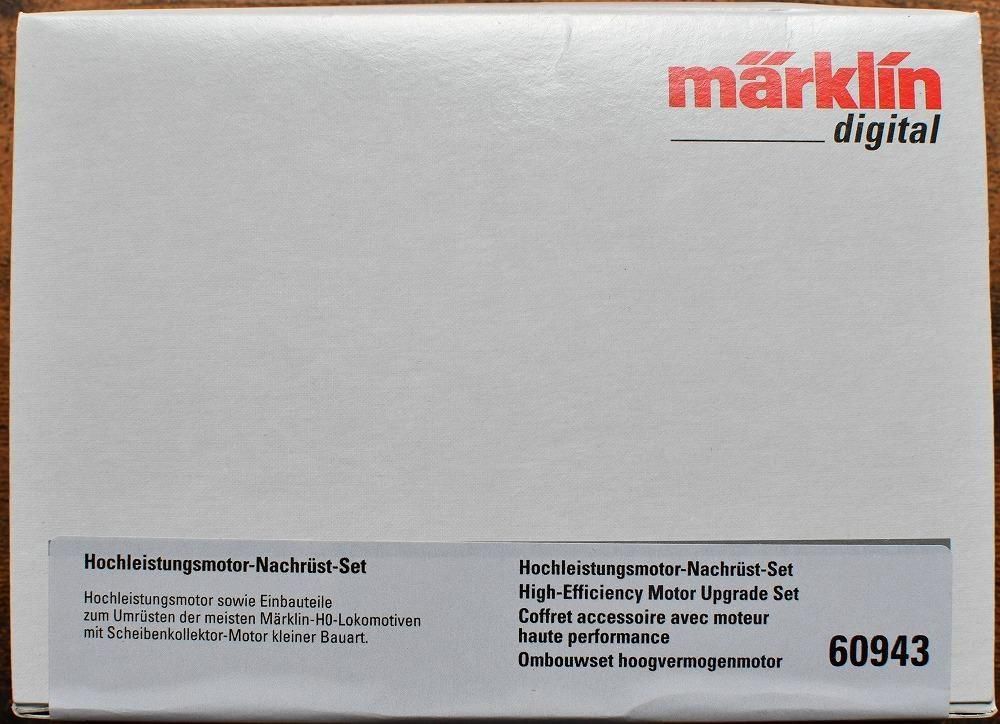 märklin
digital
Hochleistungsmotor-Nachrüst-Set
Hochleistungsmotor sowie Einbauteile
zum Umrüsten der meisten Märklin-H0-Lokomotiven
mit Scheibenkollektor-Motor kleiner Bauart.
Hochleistungsmotor-Nachrüst-Set
High-Efficiency Motor Upgrade Set
Coffret accessoire avec moteur
haute performance
Ombouwset hoogvermogenmotor
60943